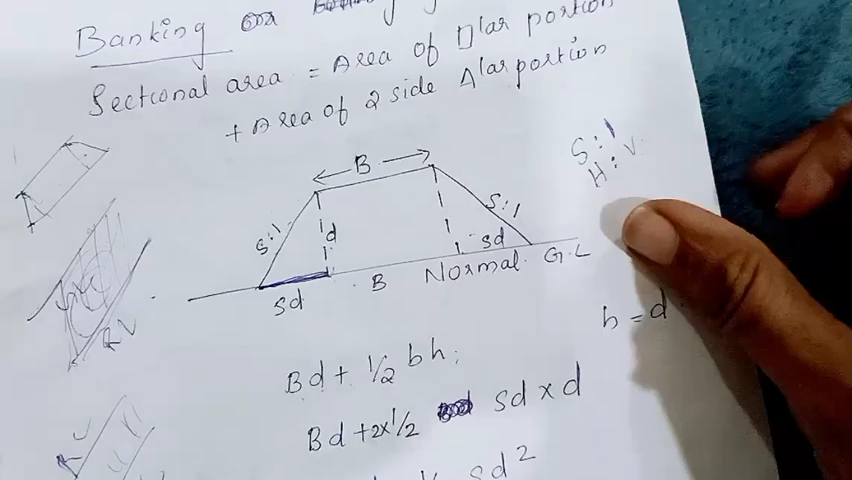 Banking
Sectional area = Area of □lar portion
+ Area of 2 side Δlar portion
S:1
H:V
B
S:1
d
S:1
sd
sd
B
Normal G.L
h = d
Bd + 1/2 bh;
Bd + 2x1/2 sd x d
sd²